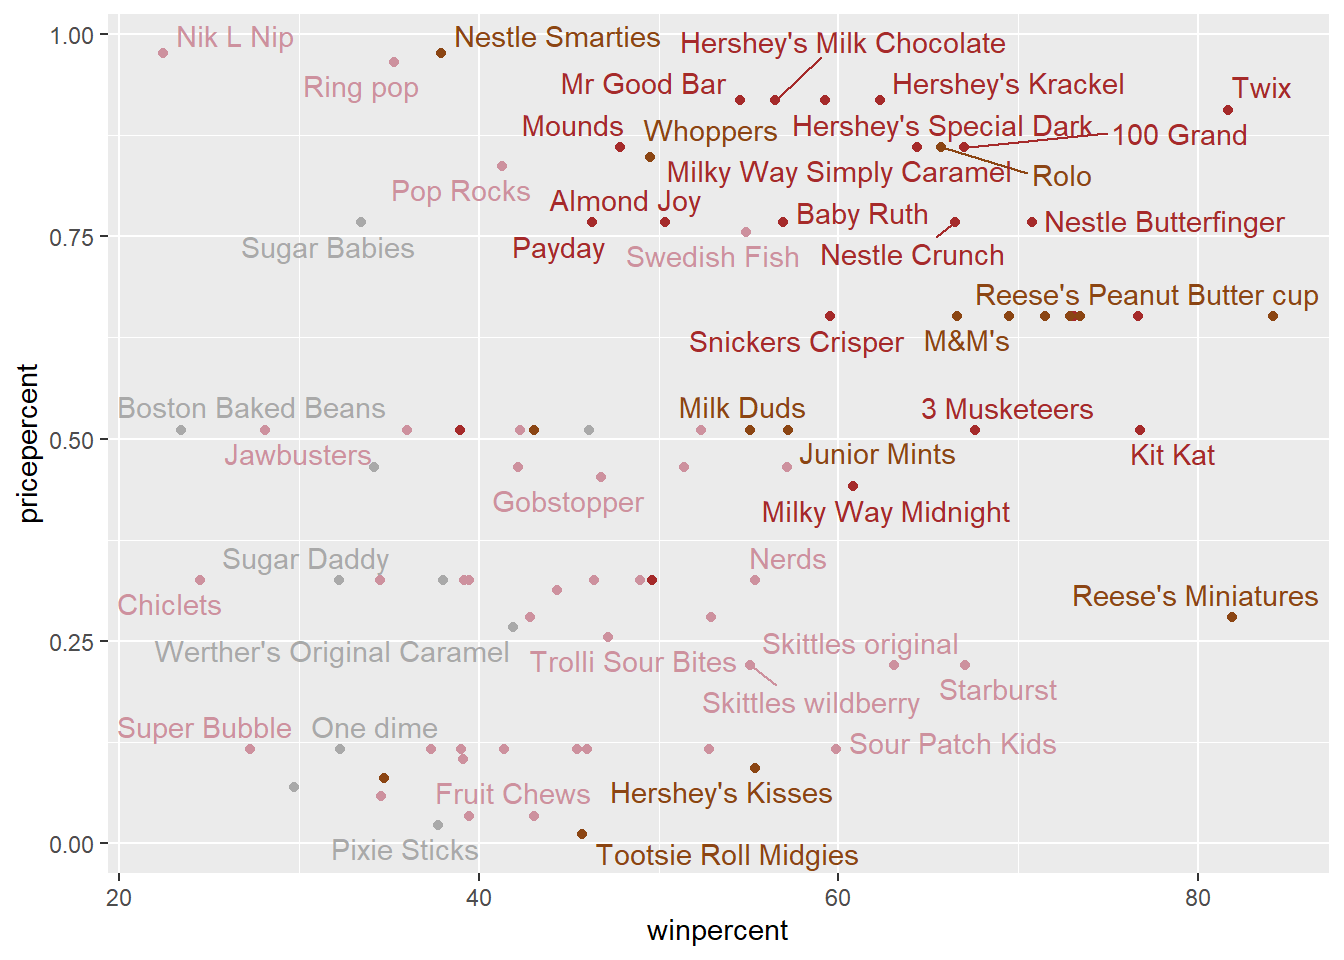 1.00
Nik L Nip
Nestle Smarties
Hershey's Milk Chocolate
Ring pop
Mr Good Bar
Hershey's Krackel
Twix
Mounds
Whoppers
Hershey's Special Dark
100 Grand
Milky Way Simply Caramel
Rolo
Pop Rocks
Almond Joy
Baby Ruth
Nestle Butterfinger
0.75
Sugar Babies
Payday
Swedish Fish
Nestle Crunch
Reese's Peanut Butter cup
Snickers Crisper
M&M's
pricepercent
Boston Baked Beans
Milk Duds
3 Musketeers
0.50
Jawbusters
Junior Mints
Kit Kat
Gobstopper
Milky Way Midnight
Sugar Daddy
Nerds
Chiclets
Reese's Miniatures
0.25
Werther's Original Caramel
Trolli Sour Bites
Skittles original
Starburst
Skittles wildberry
Super Bubble
One dime
Sour Patch Kids
Fruit Chews
Hershey's Kisses
0.00
Pixie Sticks
Tootsie Roll Midgies
20
40
60
80
winpercent